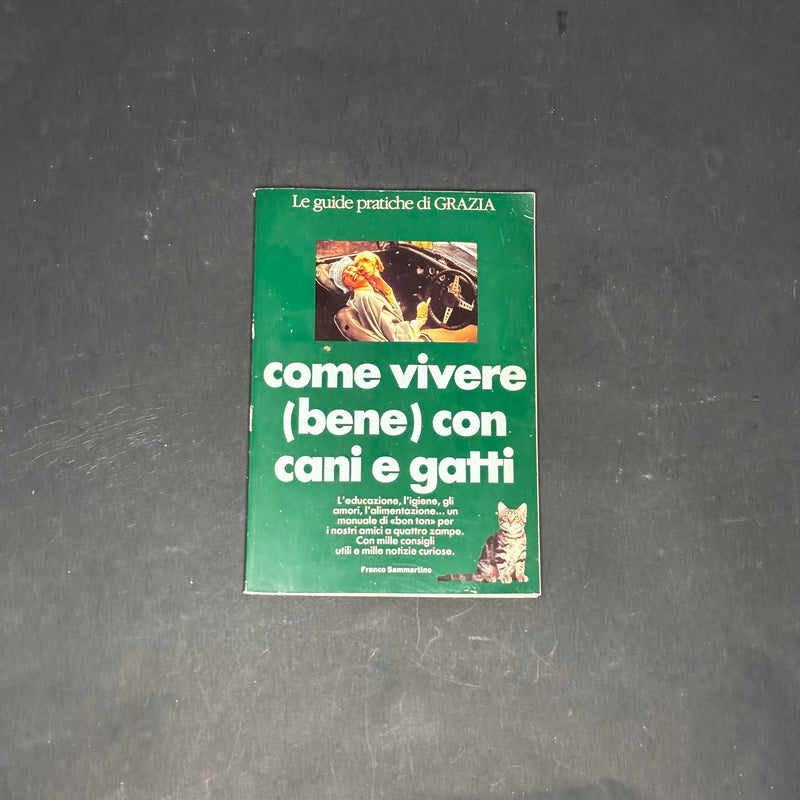 Le guide pratiche di GRAZIA
come vivere
(bene) con
cani e gatti
L'educazione, l'igiene, gli
amori, l'alimentazione... un
manuale di «bon ton» per
i nostri amici a quattro zampe.
Con mille consigli
utili e mille notizie curiose.
Franco Sammartino